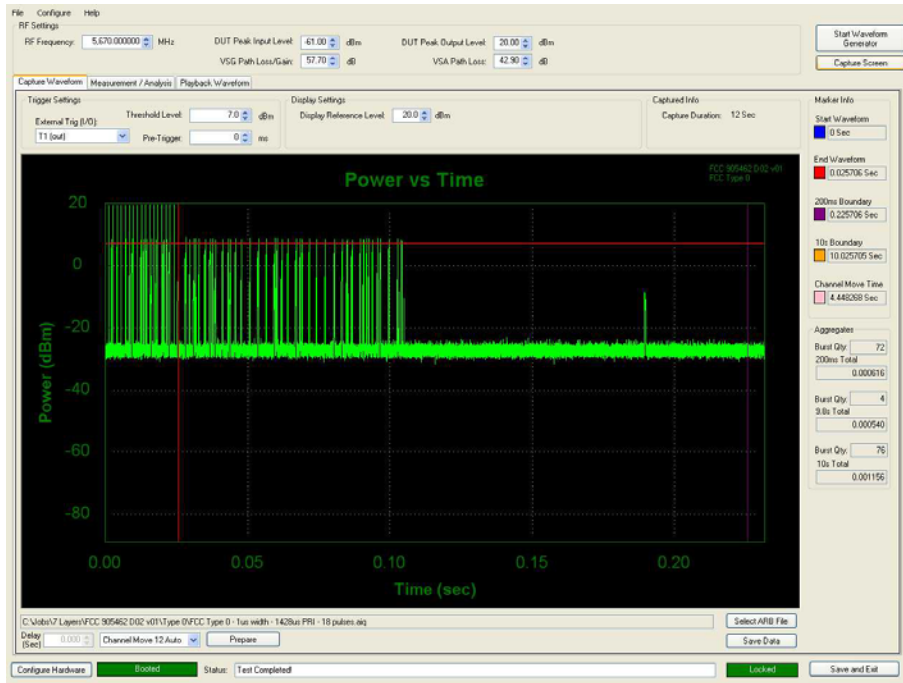 File Configure Help
RF Settings
RF Frequency: 5,670.000000 MHz DUT Peak Input Level: -61.00 dBm DUT Peak Output Level: 20.00 dBm
VSG Path Loss/Gain: 57.70 dB VSA Path Loss: 42.90 dB
Start Waveform Generator
Capture Screen
Capture Waveform Measurement / Analysis Playback Waveform
Trigger Settings
External Trig (I/O): Threshold Level: 7.0 dBm
T1 (out) Pre-Trigger: 0 ms
Display Settings
Display Reference Level: 20.0 dBm
Captured Info
Capture Duration: 12 Sec
Marker Info
Start Waveform
0 Sec
End Waveform
0.025706 Sec
200ms Boundary
0.225706 Sec
10s Boundary
10.025705 Sec
Channel Move Time
4.448268 Sec
Aggregates
Burst Qty: 72
200ms Total
0.000616
Burst Qty: 4
9.8s Total
0.000540
Burst Qty: 76
10s Total
0.001156
Power vs Time
FCC 905462 D02 v01
FCC Type 0
Power (dBm)
20
0
-20
-40
-60
-80
0.00 0.05 0.10 0.15 0.20
Time (sec)
C:\Jobs\7 Layers\FCC 905462 D02 v01\Type 0\FCC Type 0 - 1us width - 1428us PRI - 18 pulses.aiq
Select ARB File
Delay (Sec) 0.000 Channel Move 12 Auto Prepare
Save Data
Configure Hardware Booted Status: Test Completed! Locked Save and Exit